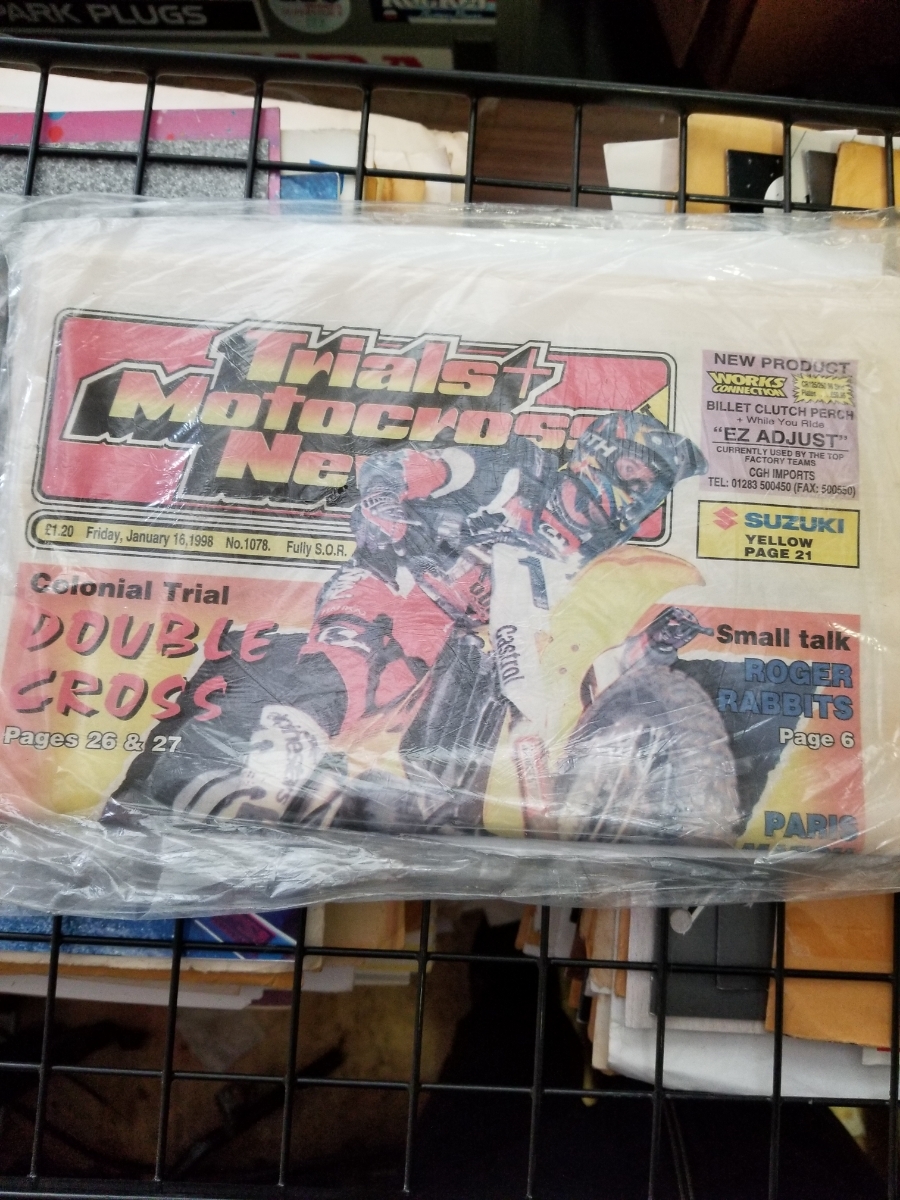 PARK PLUGS
Trials+
Motocross
New
£1.20 Friday, January 16,1998 No.1078. Fully S.O.R.
NEW PRODUCT
WORKS
CONNECTION
BILLET CLUTCH PERCH
+ While You Ride
"EZ ADJUST"
CURRENTLY USED BY THE TOP
FACTORY TEAMS
CGH IMPORTS
TEL: 01283 500450 (FAX: 500550)
SUZUKI
YELLOW
PAGE 21
Colonial Trial
DOUBLE
CROSS
Pages 26 & 27
Castrol
Small talk
ROGER
RABBITS
Page 6
PARIS